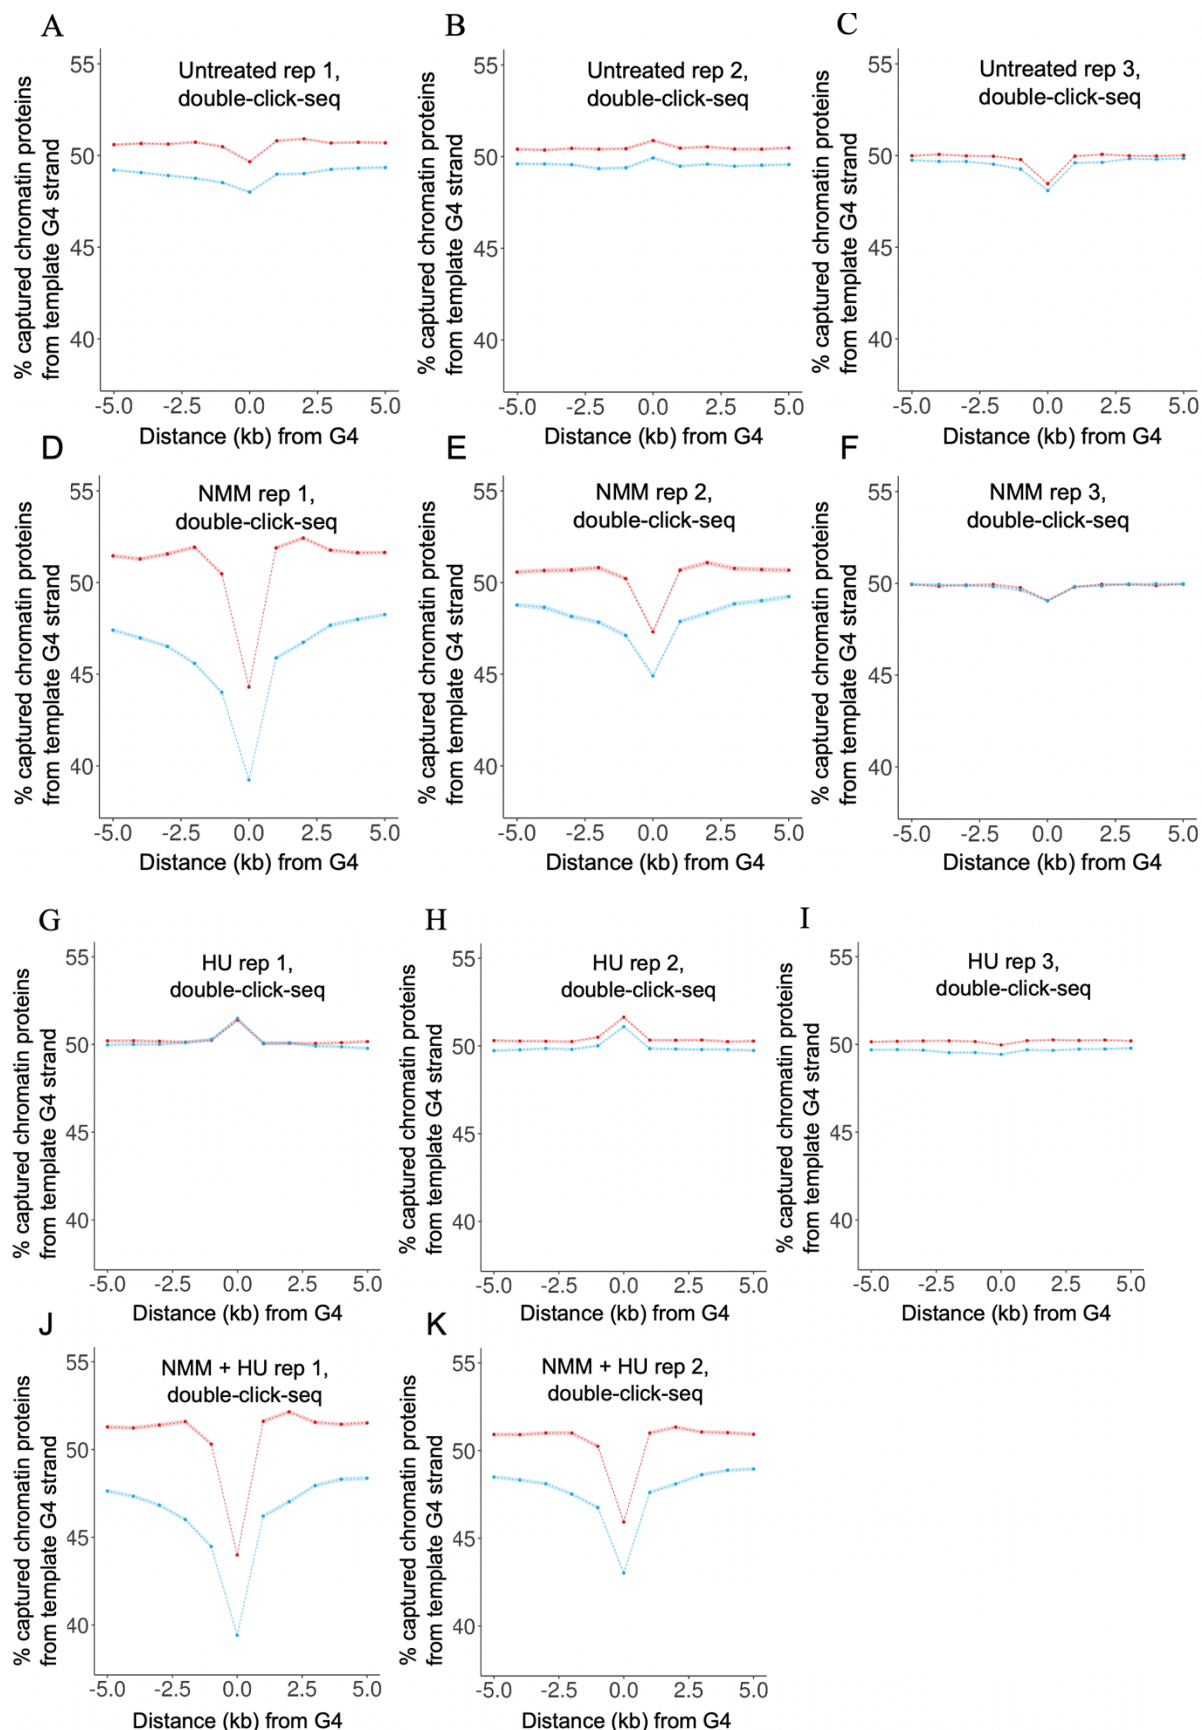 A
B
C
Untreated rep 1,
double-click-seq
Untreated rep 2,
double-click-seq
Untreated rep 3,
double-click-seq
% captured chromatin proteins
from template G4 strand
% captured chromatin proteins
from template G4 strand
% captured chromatin proteins
from template G4 strand
55
50
45
40
55
50
45
40
55
50
45
40
-5.0 -2.5 0.0 2.5 5.0
-5.0 -2.5 0.0 2.5 5.0
-5.0 -2.5 0.0 2.5 5.0
Distance (kb) from G4
Distance (kb) from G4
Distance (kb) from G4
D
E
F
NMM rep 1,
double-click-seq
NMM rep 2,
double-click-seq
NMM rep 3,
double-click-seq
% captured chromatin proteins
from template G4 strand
% captured chromatin proteins
from template G4 strand
% captured chromatin proteins
from template G4 strand
55
50
45
40
55
50
45
40
55
50
45
40
-5.0 -2.5 0.0 2.5 5.0
-5.0 -2.5 0.0 2.5 5.0
-5.0 -2.5 0.0 2.5 5.0
Distance (kb) from G4
Distance (kb) from G4
Distance (kb) from G4
G
H
I
HU rep 1,
double-click-seq
HU rep 2,
double-click-seq
HU rep 3,
double-click-seq
% captured chromatin proteins
from template G4 strand
% captured chromatin proteins
from template G4 strand
% captured chromatin proteins
from template G4 strand
55
50
45
40
55
50
45
40
55
50
45
40
-5.0 -2.5 0.0 2.5 5.0
-5.0 -2.5 0.0 2.5 5.0
-5.0 -2.5 0.0 2.5 5.0
Distance (kb) from G4
Distance (kb) from G4
Distance (kb) from G4
J
K
NMM + HU rep 1,
double-click-seq
NMM + HU rep 2,
double-click-seq
% captured chromatin proteins
from template G4 strand
% captured chromatin proteins
from template G4 strand
55
50
45
40
55
50
45
40
-5.0 -2.5 0.0 2.5 5.0
-5.0 -2.5 0.0 2.5 5.0
Distance (kb) from G4
Distance (kb) from G4